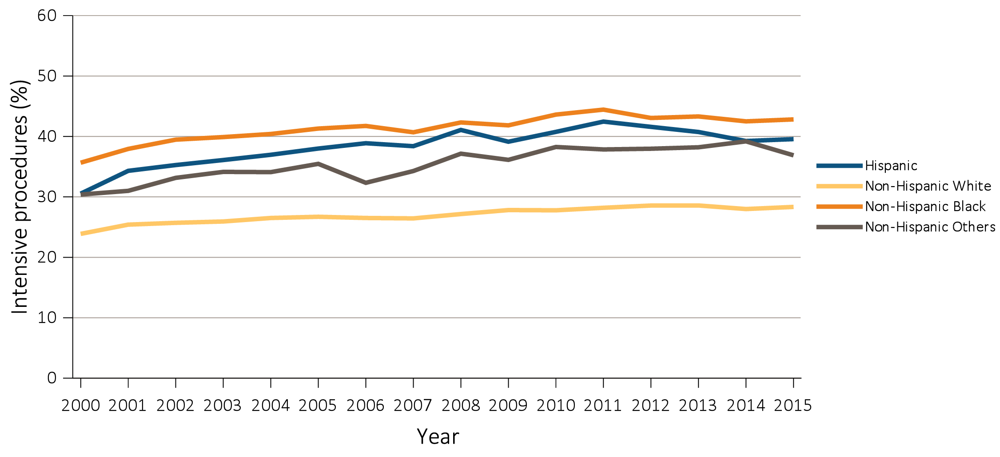 60
50
40
30
20
10
0
Intensive procedures (%)
2000 2001 2002 2003 2004 2005 2006 2007 2008 2009 2010 2011 2012 2013 2014 2015
Year
Hispanic
Non-Hispanic White
Non-Hispanic Black
Non-Hispanic Others